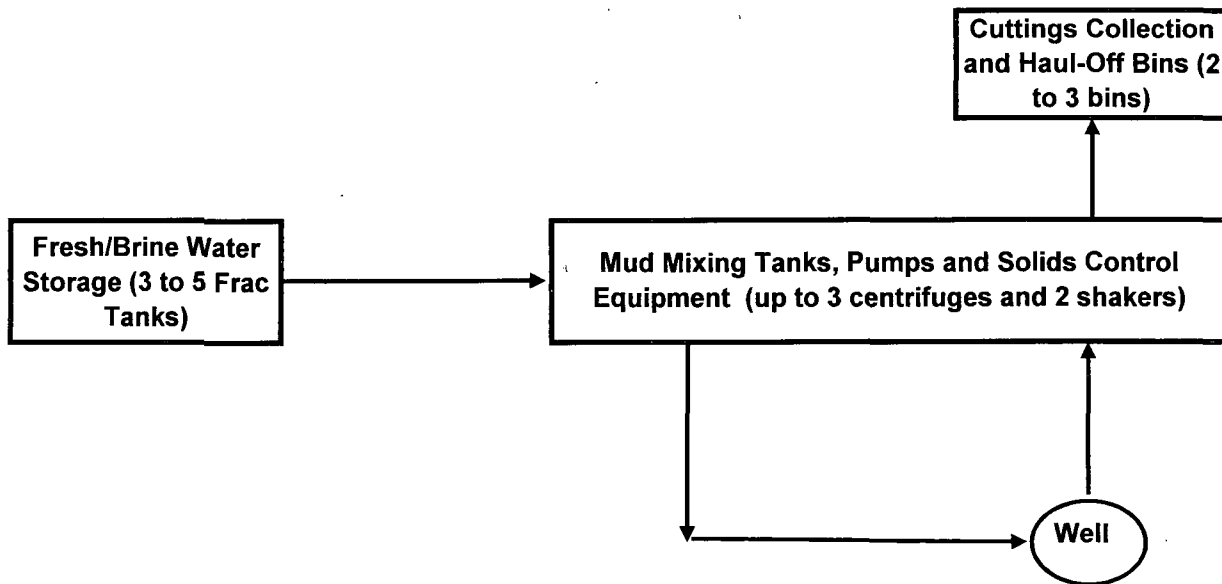 Cuttings Collection
and Haul-Off Bins (2
to 3 bins)
Fresh/Brine Water
Storage (3 to 5 Frac
Tanks)
Mud Mixing Tanks, Pumps and Solids Control
Equipment (up to 3 centrifuges and 2 shakers)
Well